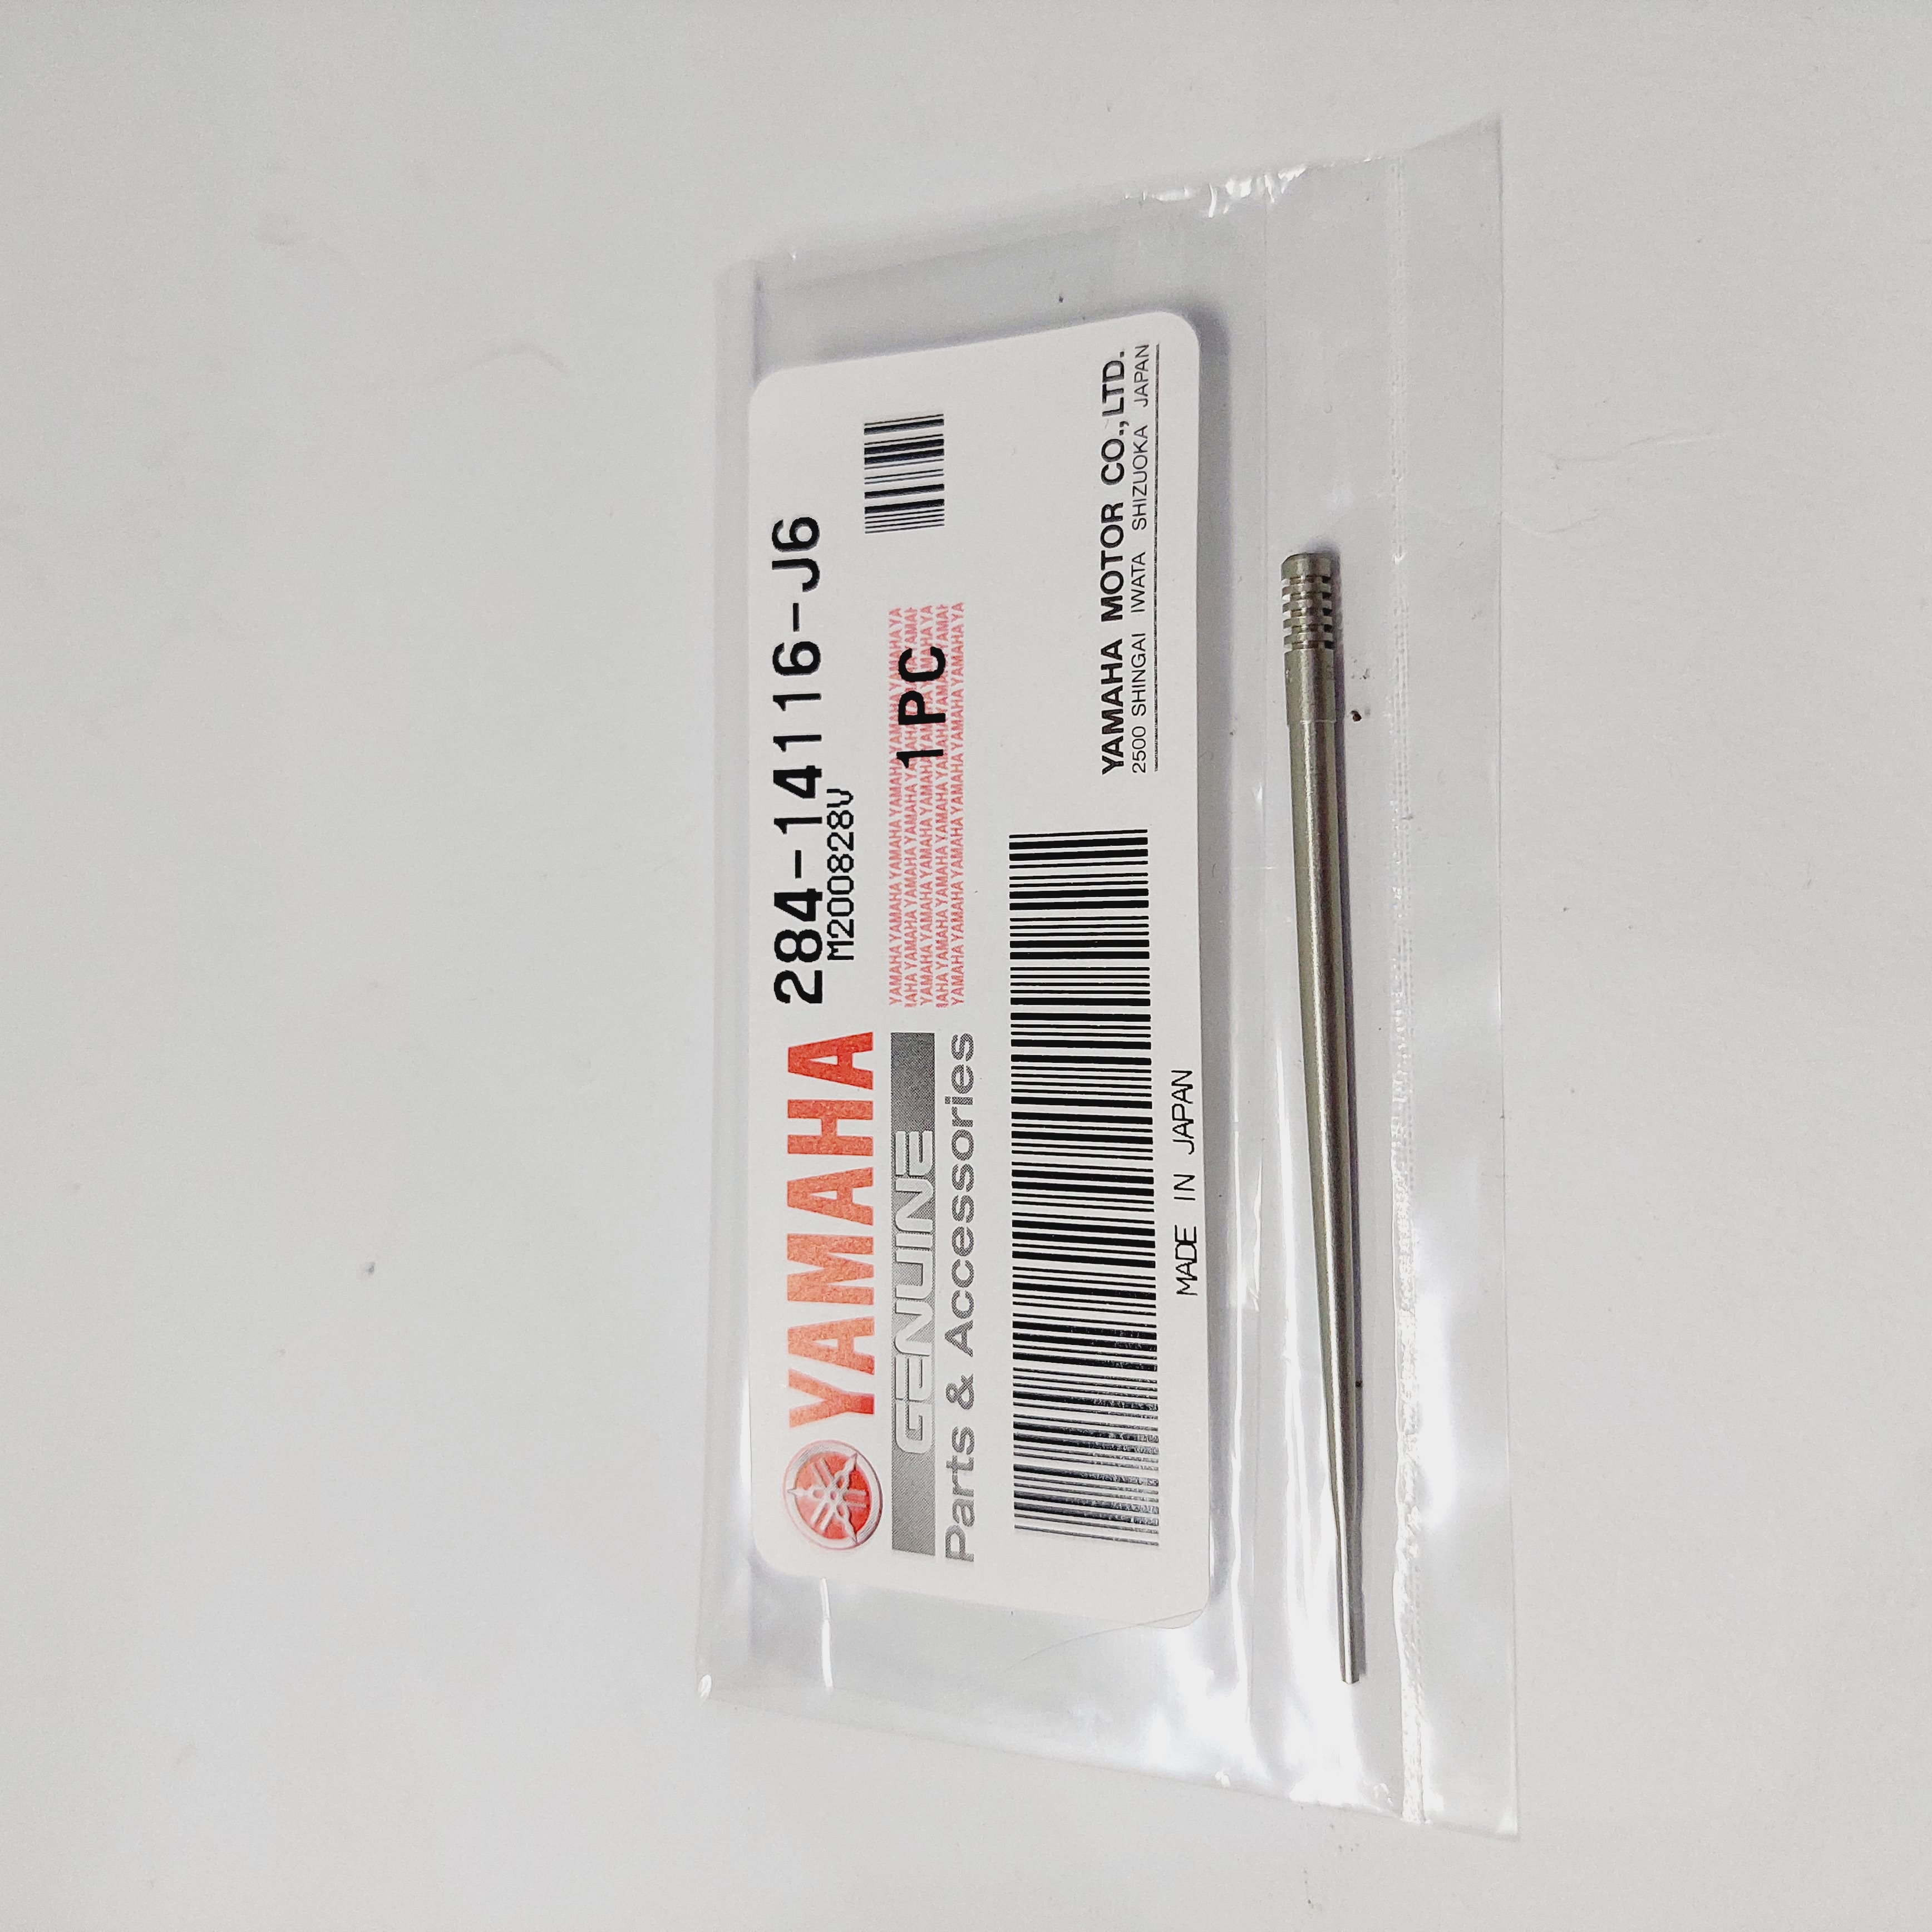 YAMAHA 284-14116-J6
M200828V
GENUINE
Parts & Accessories
YAMAHAYAMAHAYAMAHAYAMAHAYAMAHAYAMAHAYA
1PC
YAMAHA MOTOR CO.,LTD.
2500 SHINGAI IWATA SHIZUOKA JAPAN
MADE IN JAPAN